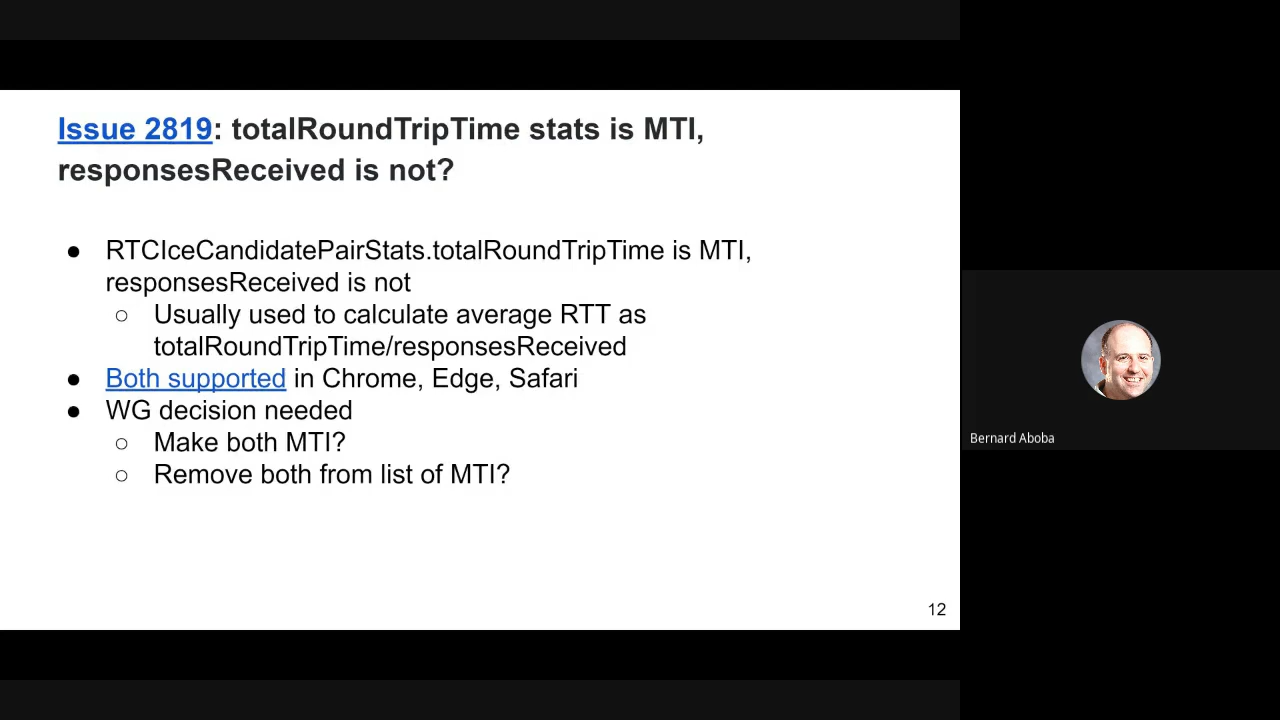 Issue 2819: totalRoundTripTime stats is MTI,
responsesReceived is not?
● RTCIceCandidatePairStats.totalRoundTripTime is MTI,
responsesReceived is not
○ Usually used to calculate average RTT as
totalRoundTripTime/responsesReceived
● Both supported in Chrome, Edge, Safari
● WG decision needed
○ Make both MTI?
○ Remove both from list of MTI?
12
Bernard Aboba